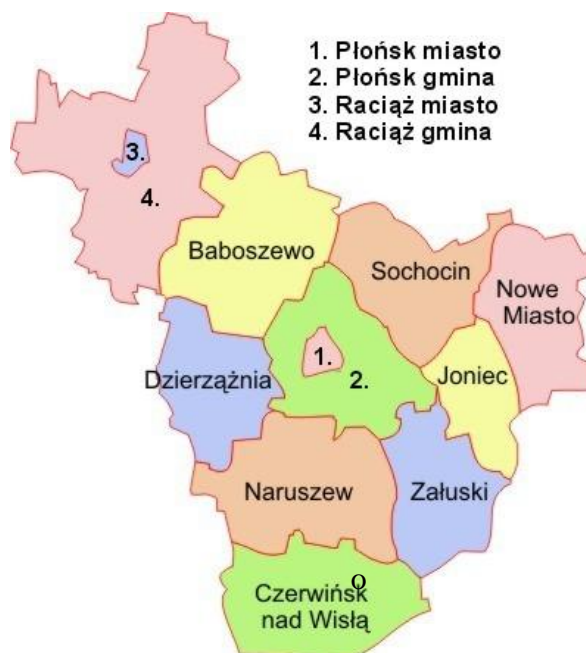 1. Płońsk miasto
2. Płońsk gmina
3. Raciąż miasto
4. Raciąż gmina
3.
4.
Baboszewo
Sochocin
Nowe
Miasto
1.
2.
Dzierzążnia
Joniec
Naruszew
Załuski
O
Czerwińsk
nad Wisłą